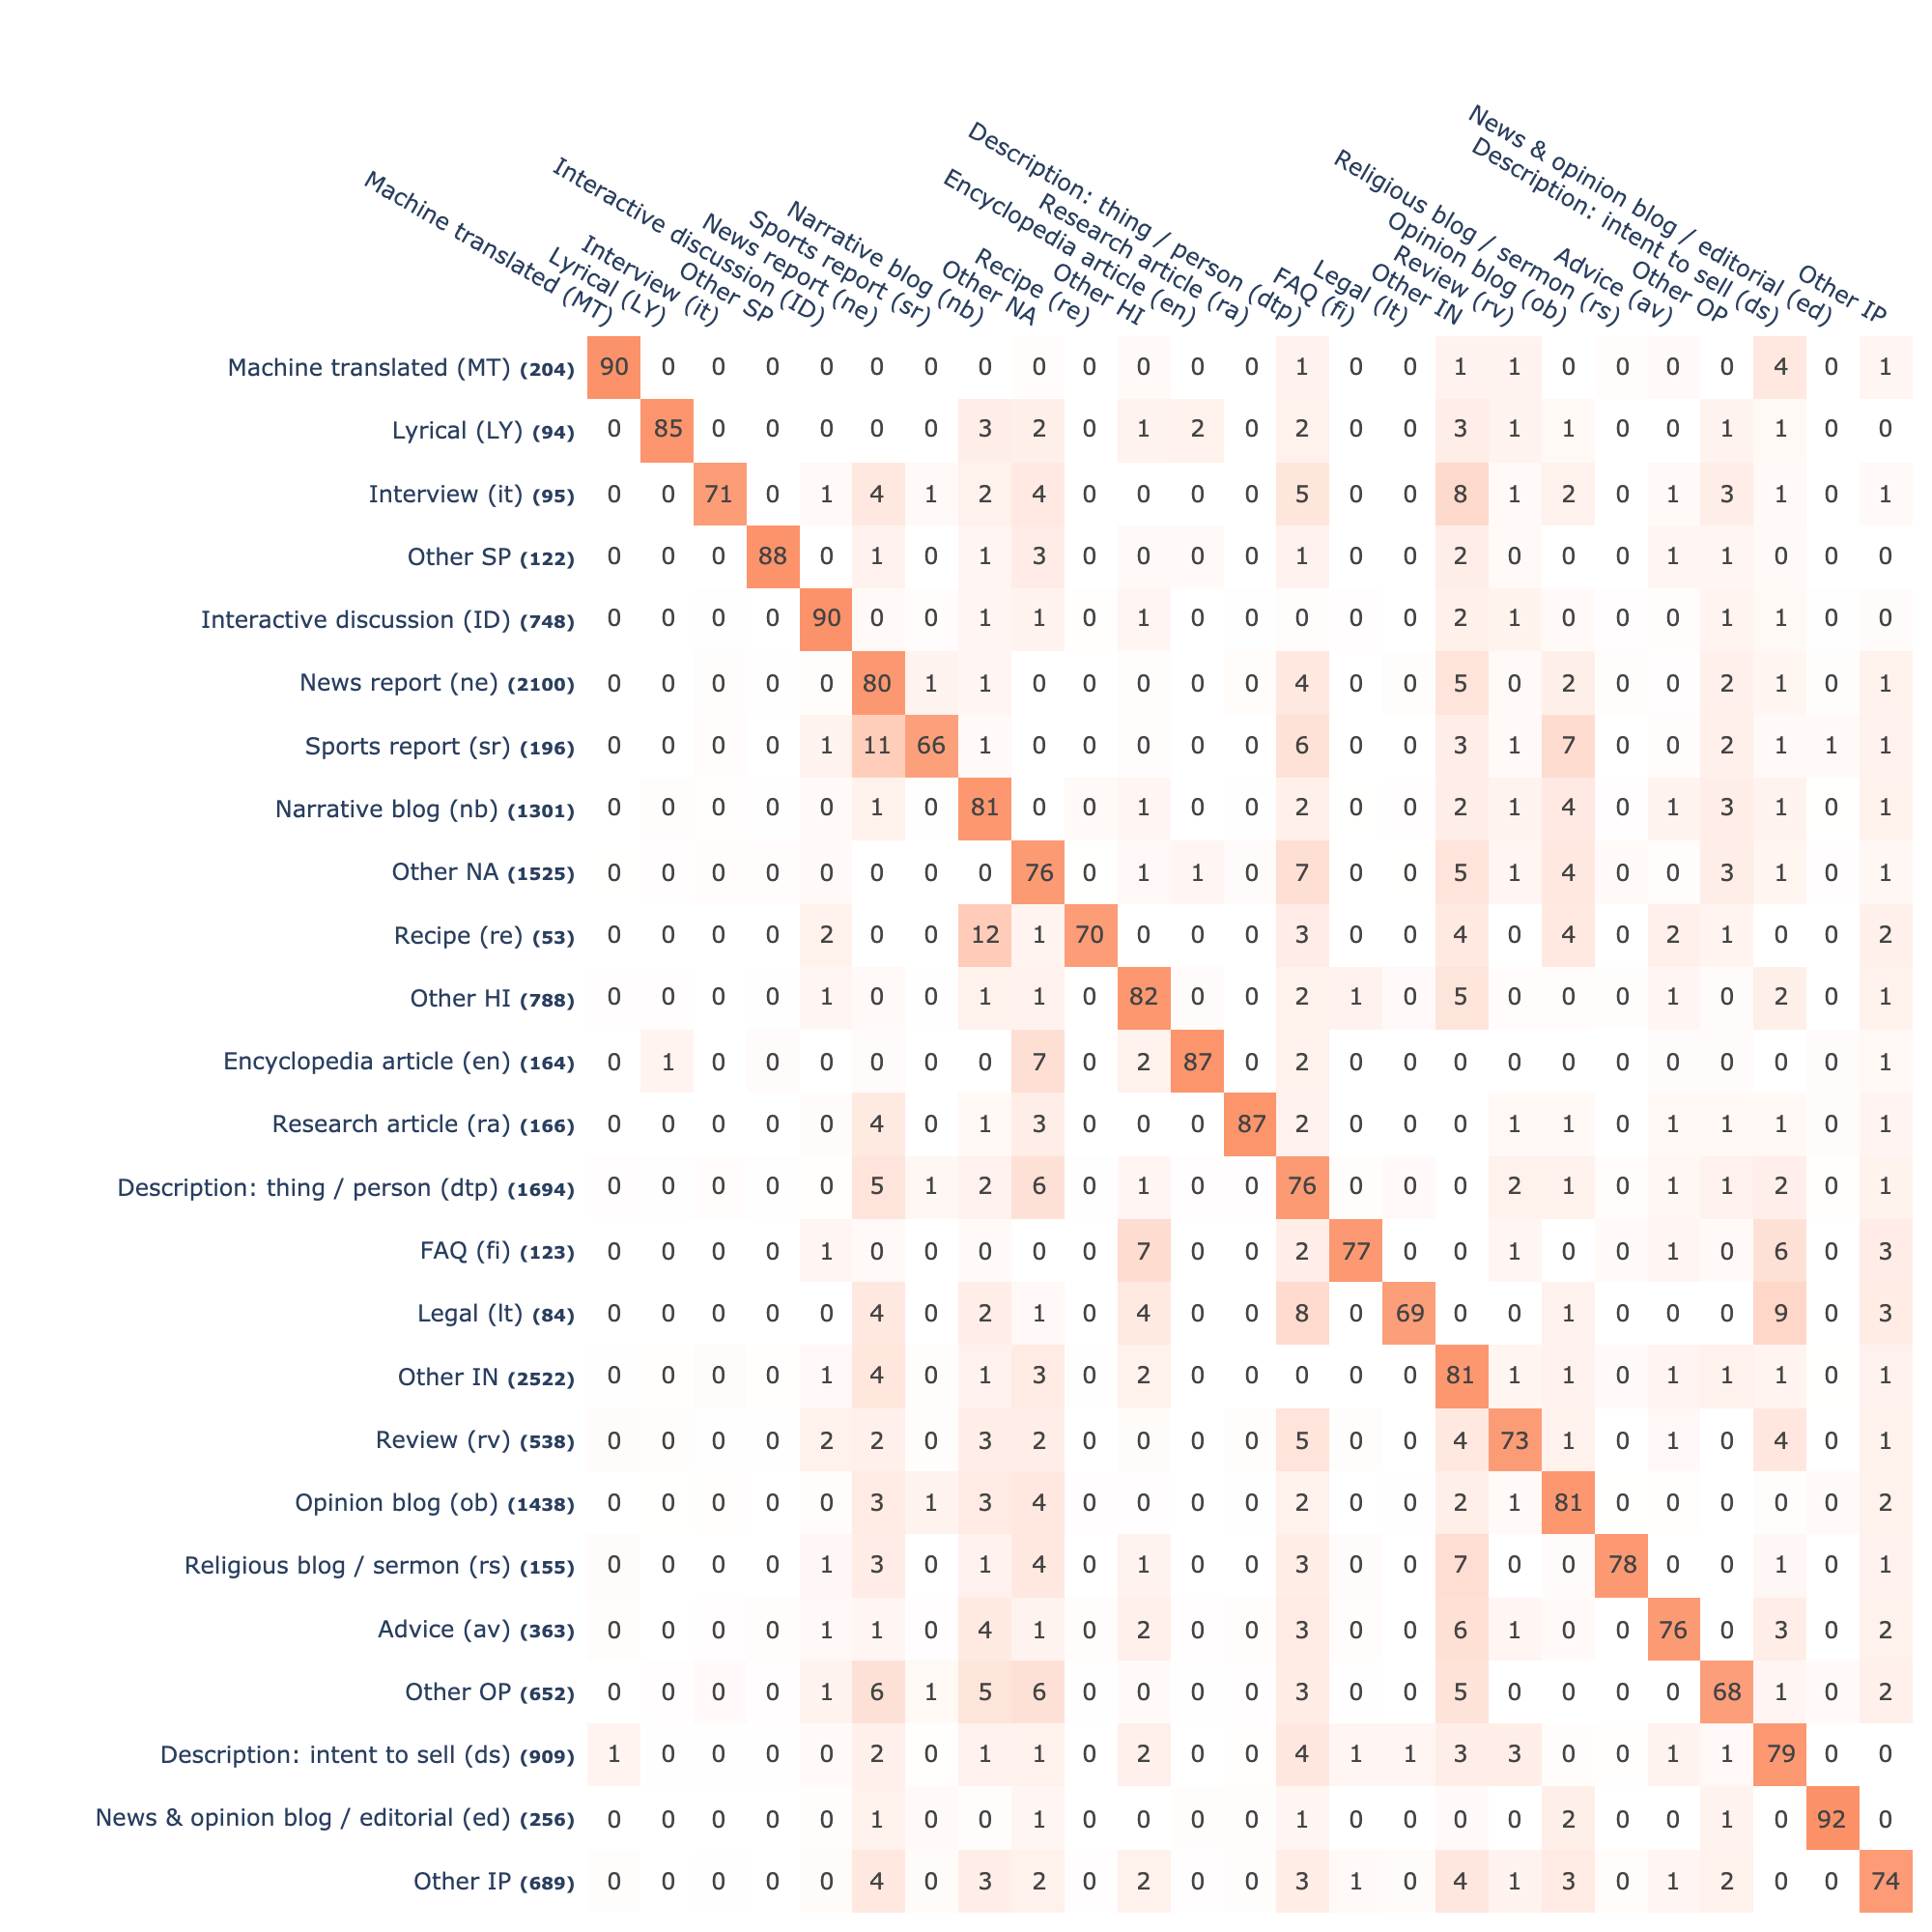 Machine translated (MT)
Lyrical (LY)
Interview (it)
Other SP
Interactive discussion (ID)
News report (ne)
Sports report (sr)
Narrative blog (nb)
Other NA
Recipe (re)
Other HI
Encyclopedia article (en)
Research article (ra)
Description: thing / person (dtp)
FAQ (fi)
Legal (lt)
Other IN
Review (rv)
Opinion blog (ob)
Religious blog / sermon (rs)
Advice (av)
Other OP
Description: intent to sell (ds)
News & opinion blog / editorial (ed)
Other IP
Machine translated (MT) (204) 90 0 0 0 0 0 0 0 0 0 0 0 0 1 0 0 1 1 0 0 0 0 4 0 1
Lyrical (LY) (94) 0 85 0 0 0 0 0 3 2 0 1 2 0 2 0 0 3 1 1 0 0 1 1 0 0
Interview (it) (95) 0 0 71 0 1 4 1 2 4 0 0 0 0 5 0 0 8 1 2 0 1 3 1 0 1
Other SP (122) 0 0 0 88 0 1 0 1 3 0 0 0 0 1 0 0 2 0 0 0 1 1 0 0 0
Interactive discussion (ID) (748) 0 0 0 0 90 0 0 1 1 0 1 0 0 0 0 0 2 1 0 0 0 1 1 0 0
News report (ne) (2100) 0 0 0 0 0 80 1 1 0 0 0 0 0 4 0 0 5 0 2 0 0 2 1 0 1
Sports report (sr) (196) 0 0 0 0 1 11 66 1 0 0 0 0 0 6 0 0 3 1 7 0 0 2 1 1 1
Narrative blog (nb) (1301) 0 0 0 0 0 1 0 81 0 0 1 0 0 2 0 0 2 1 4 0 1 3 1 0 1
Other NA (1525) 0 0 0 0 0 0 0 0 76 0 1 1 0 7 0 0 5 1 4 0 0 3 1 0 1
Recipe (re) (53) 0 0 0 0 2 0 0 12 1 70 0 0 0 3 0 0 4 0 4 0 2 1 0 0 2
Other HI (788) 0 0 0 0 1 0 0 1 1 0 82 0 0 2 1 0 5 0 0 0 1 0 2 0 1
Encyclopedia article (en) (164) 0 1 0 0 0 0 0 0 7 0 2 87 0 2 0 0 0 0 0 0 0 0 0 0 1
Research article (ra) (166) 0 0 0 0 0 4 0 1 3 0 0 0 87 2 0 0 0 1 1 0 1 1 1 0 1
Description: thing / person (dtp) (1694) 0 0 0 0 0 5 1 2 6 0 1 0 0 76 0 0 0 2 1 0 1 1 2 0 1
FAQ (fi) (123) 0 0 0 0 1 0 0 0 0 0 7 0 0 2 77 0 0 1 0 0 1 0 6 0 3
Legal (lt) (84) 0 0 0 0 0 4 0 2 1 0 4 0 0 8 0 69 0 0 1 0 0 0 9 0 3
Other IN (2522) 0 0 0 0 1 4 0 1 3 0 2 0 0 0 0 0 81 1 1 0 1 1 1 0 1
Review (rv) (538) 0 0 0 0 2 2 0 3 2 0 0 0 0 5 0 0 4 73 1 0 1 0 4 0 1
Opinion blog (ob) (1438) 0 0 0 0 0 3 1 3 4 0 0 0 0 2 0 0 2 1 81 0 0 0 0 0 2
Religious blog / sermon (rs) (155) 0 0 0 0 1 3 0 1 4 0 1 0 0 3 0 0 7 0 0 78 0 0 1 0 1
Advice (av) (363) 0 0 0 0 1 1 0 4 1 0 2 0 0 3 0 0 6 1 0 0 76 0 3 0 2
Other OP (652) 0 0 0 0 1 6 1 5 6 0 0 0 0 3 0 0 5 0 0 0 0 68 1 0 2
Description: intent to sell (ds) (909) 1 0 0 0 0 2 0 1 1 0 2 0 0 4 1 1 3 3 0 0 1 1 79 0 0
News & opinion blog / editorial (ed) (256) 0 0 0 0 0 1 0 0 1 0 0 0 0 1 0 0 0 0 2 0 0 1 0 92 0
Other IP (689) 0 0 0 0 0 4 0 3 2 0 2 0 0 3 1 0 4 1 3 0 1 2 0 0 74